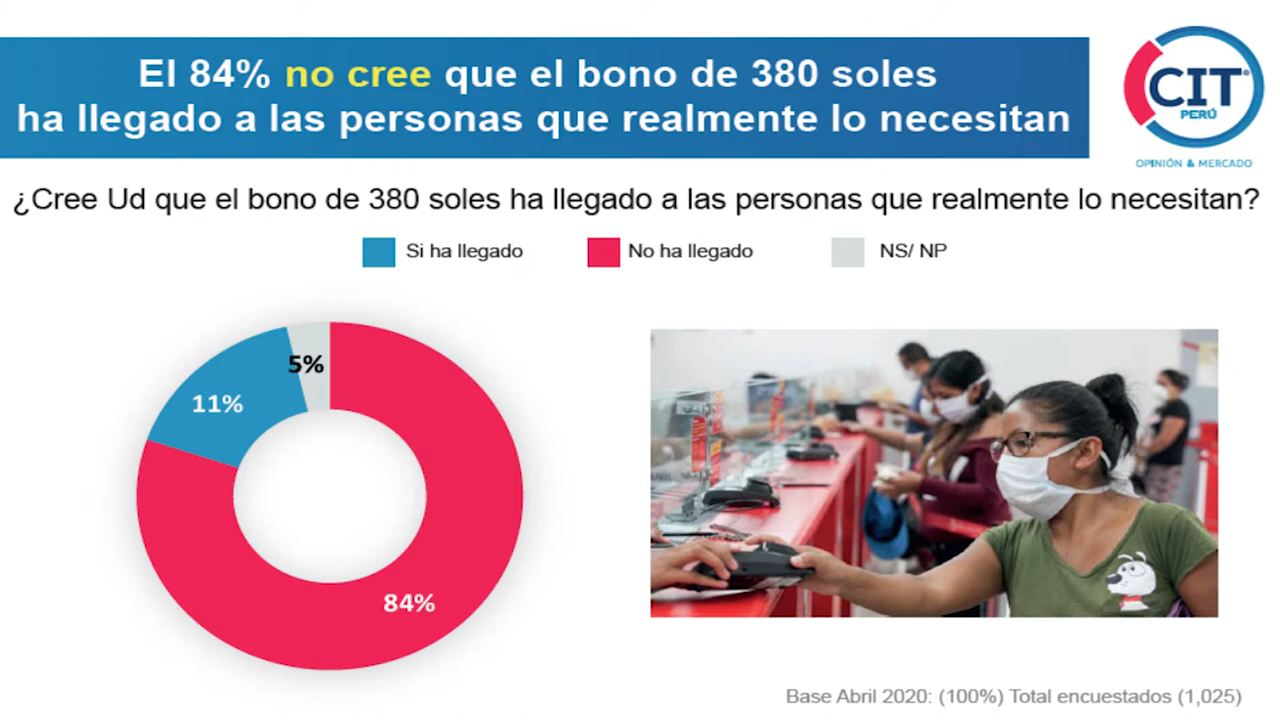 El 84% no cree que el bono de 380 soles
ha llegado a las personas que realmente lo necesitan
CIT®
PERÚ
OPINIÓN & MERCADO
¿Cree Ud que el bono de 380 soles ha llegado a las personas que realmente lo necesitan?
Si ha llegado
No ha llegado
NS/ NP
5%
11%
84%
Base Abril 2020: (100%) Total encuestados (1,025)